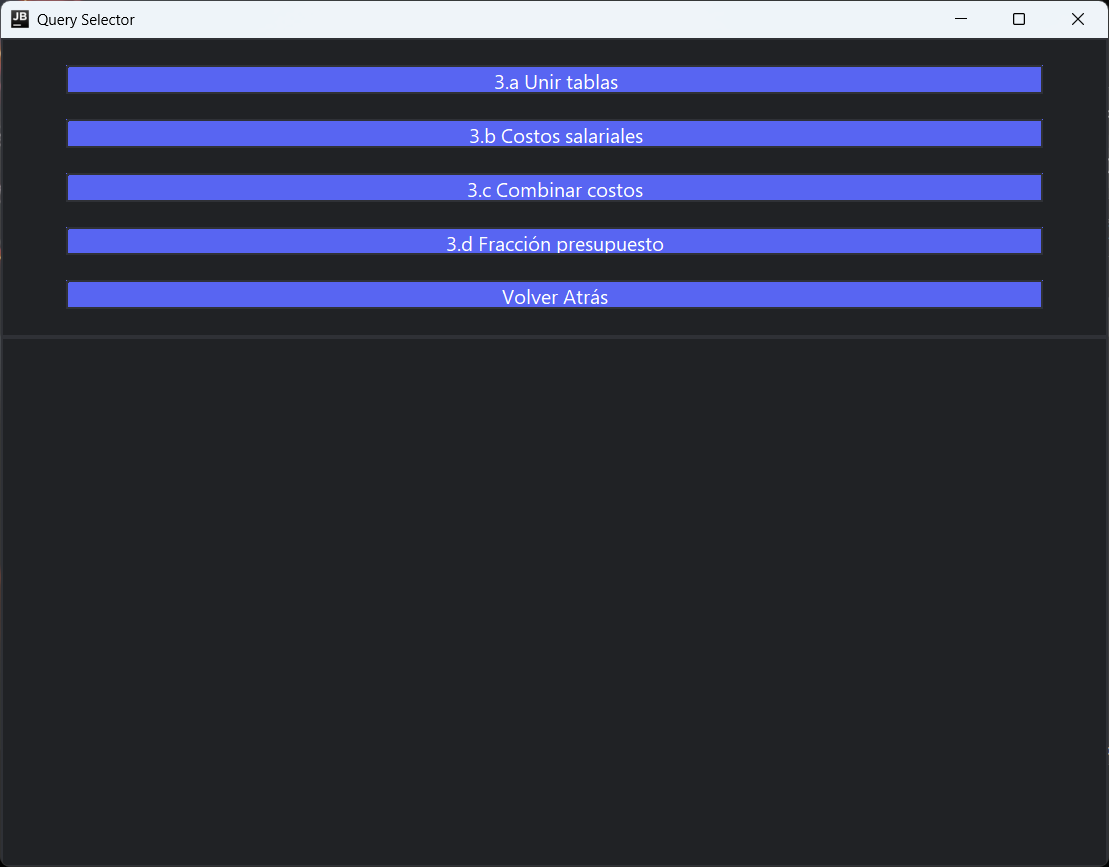 JB
Query Selector
3.a Unir tablas
3.b Costos salariales
3.c Combinar costos
3.d Fracción presupuesto
Volver Atrás